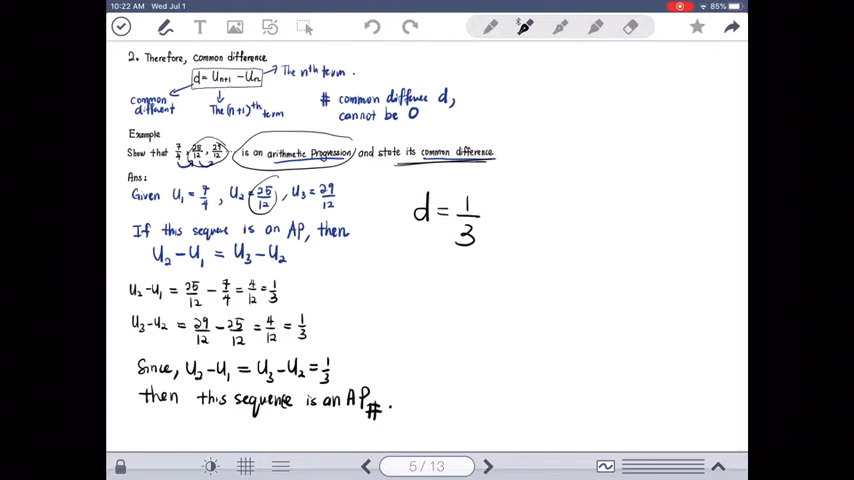 10:22 AM Wed Jul 1
85%
2. Therefore, common difference
d = Un+1 - Un
The nth term.
common different
The (n+1)th term
# common diffence d, cannot be 0
Example
Show that 7/4, 25/12, 29/12 ... is an arithmetic progression and state its common difference
Ans:
Given U1 = 7/4, U2 = 25/12, U3 = 29/12
If this sequence is an AP, then
U2 - U1 = U3 - U2
d = 1/3
U2 - U1 = 25/12 - 7/4 = 4/12 = 1/3
U3 - U2 = 29/12 - 25/12 = 4/12 = 1/3
Since, U2 - U1 = U3 - U2 = 1/3
then this sequence is an AP#.
5 / 13